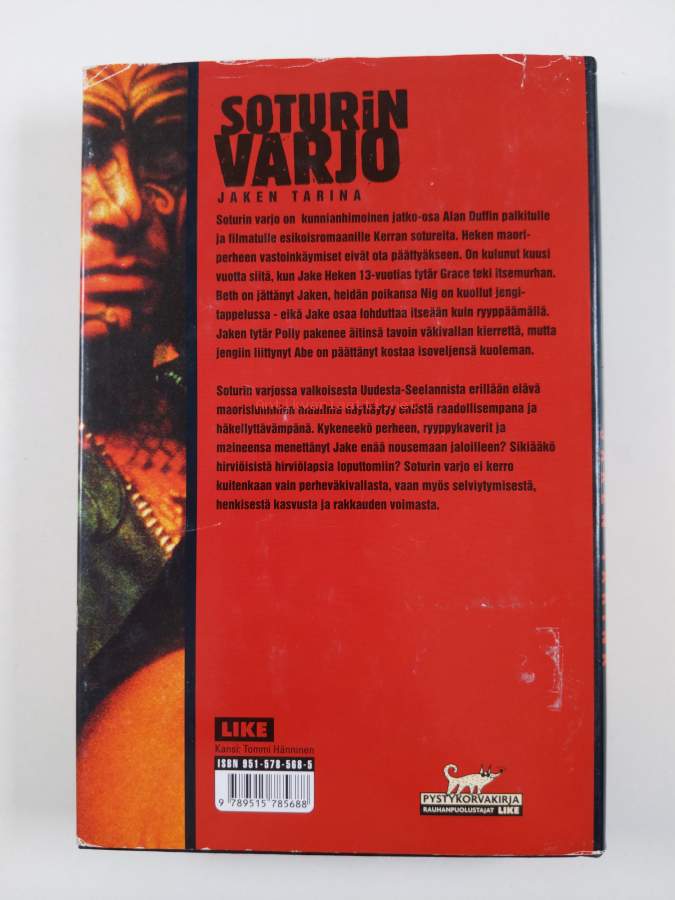 SOTURiN
VARJO
JAKEN TARINA
Soturin varjo on kunnianhimoinen jatko-osa Alan Duffin palkitulle
ja filmatulle esikoisromaanille Kerran sotureita. Heken maori-
perheen vastoinkäymiset eivät ota päättyäkseen. On kulunut kuusi
vuotta siitä, kun Jake Heken 13-vuotias tytär Grace teki itsemurhan.
Beth on jättänyt Jaken, heidän poikansa Nig on kuollut jengi-
tappelussa - eikä Jake osaa lohduttaa itseään kuin ryyppäämällä.
Jaken tytär Polly pakenee äitinsä tavoin väkivallan kierrettä, mutta
jengiin liittynyt Abe on päättänyt kostaa isoveljensä kuoleman.
Soturin varjossa valkoisesta Uudesta-Seelannista erillään elävä
maorisiirtomaa näyttäytyy entistä raadollisempana ja
häkellyttävämpänä. Kykeneekö perheen, ryyppykaverit ja
maineensa menettänyt Jake enää nousemaan jaloilleen? Sikiääkö
hirviöisistä hirviölapsia loputtomiin? Soturin varjo ei kerro
kuitenkaan vain perheväkivallasta, vaan myös selviytymisestä,
henkisestä kasvusta ja rakkauden voimasta.
LIKE
Kansi: Tommi Hänninen
ISBN 951-578-568-5
9 789515 785688
PYSTYKORVAKIRJA
RAUHANPUOLUSTAJAT LIKE